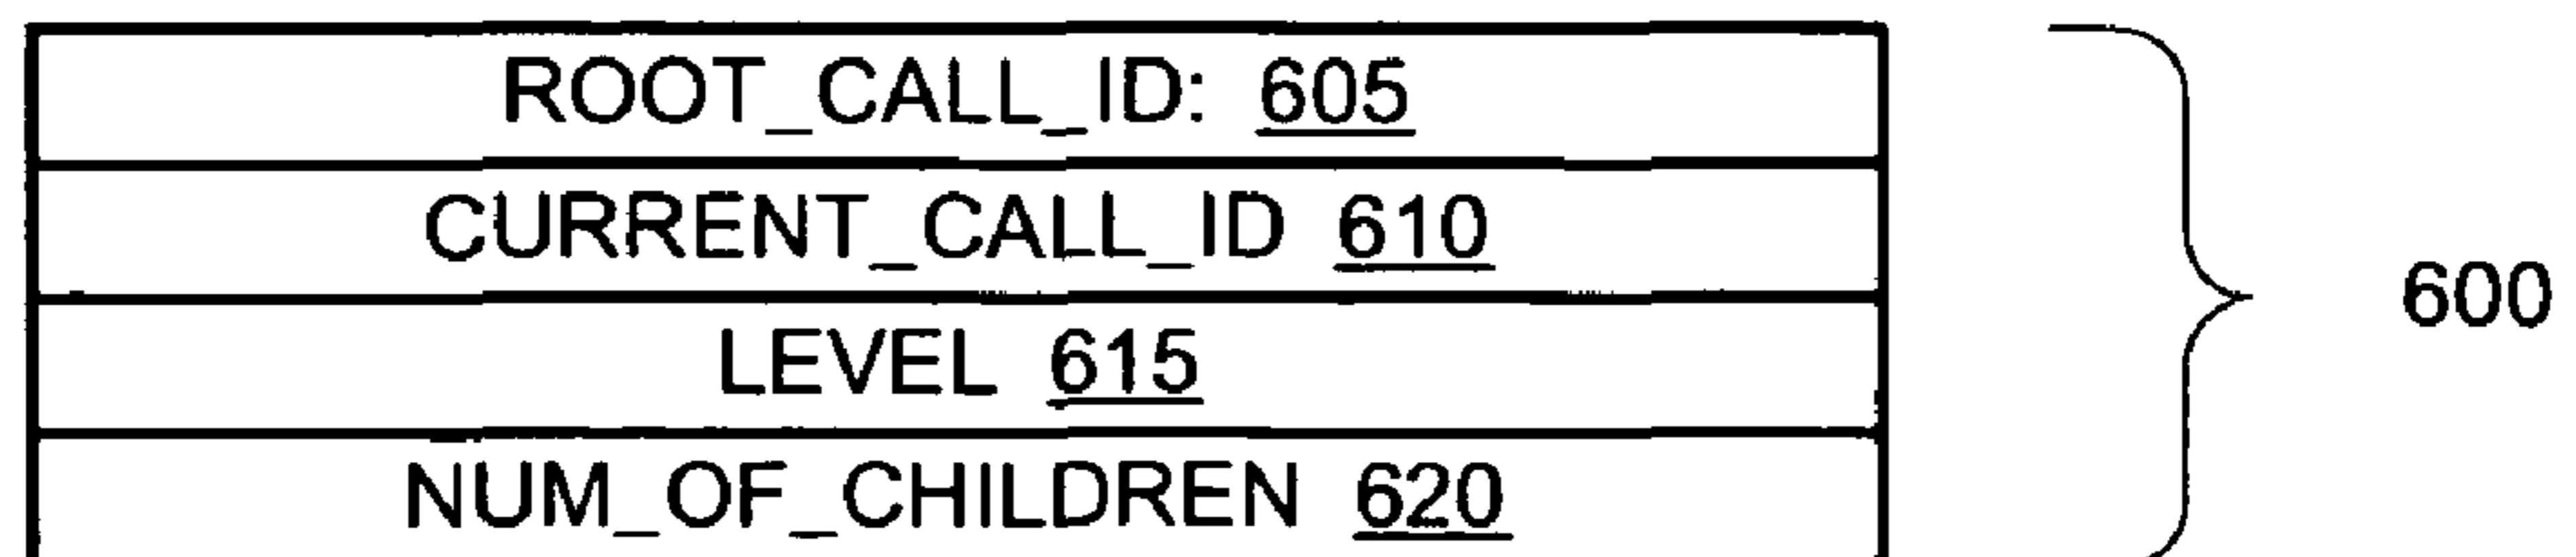 ROOT_CALL_ID: 605
CURRENT_CALL_ID 610
LEVEL 615
NUM_OF_CHILDREN 620
600